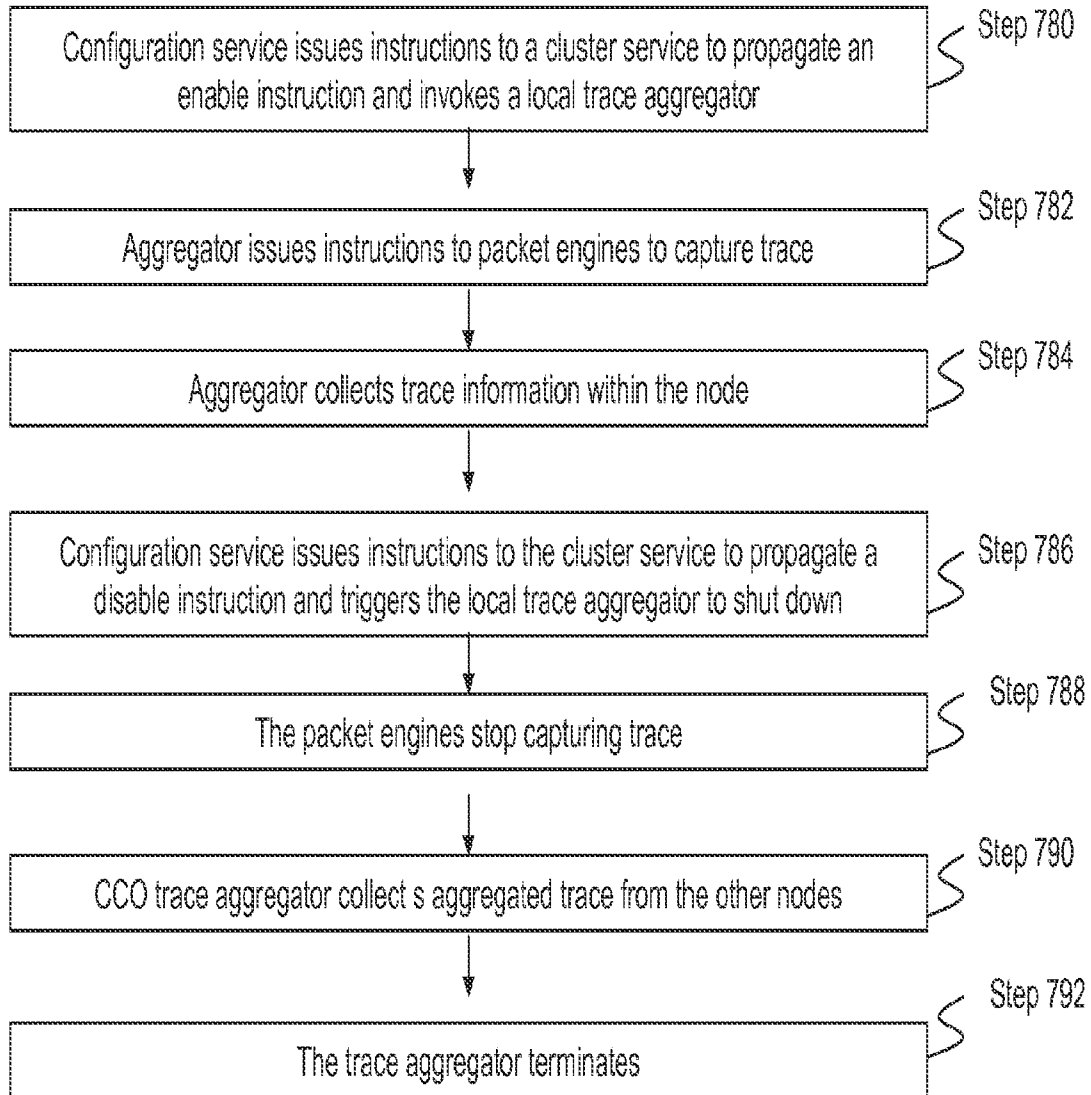 Configuration service issues instructions to a cluster service to propagate an
enable instruction and invokes a local trace aggregator
Step 780
Aggregator issues instructions to packet engines to capture trace
Step 782
Aggregator collects trace information within the node
Step 784
Configuration service issues instructions to the cluster service to propagate a
disable instruction and triggers the local trace aggregator to shut down
Step 786
The packet engines stop capturing trace
Step 788
CCO trace aggregator collect s aggregated trace from the other nodes
Step 790
The trace aggregator terminates
Step 792